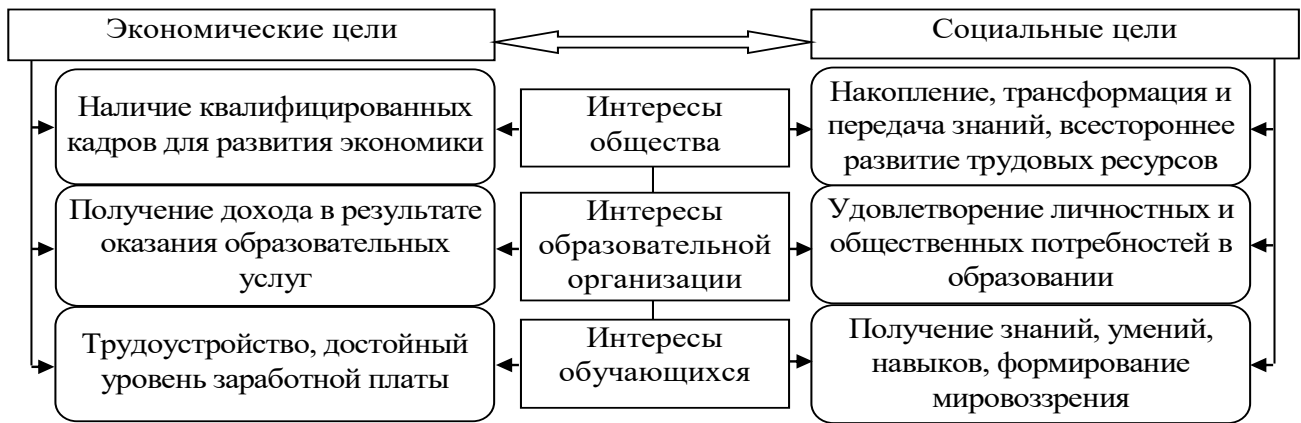 Экономические цели
Социальные цели
Наличие квалифицированных
кадров для развития экономики
Интересы
общества
Накопление, трансформация и
передача знаний, всестороннее
развитие трудовых ресурсов
Получение дохода в результате
оказания образовательных
услуг
Интересы
образовательной
организации
Удовлетворение личностных и
общественных потребностей в
образовании
Трудоустройство, достойный
уровень заработной платы
Интересы
обучающихся
Получение знаний, умений,
навыков, формирование
мировоззрения